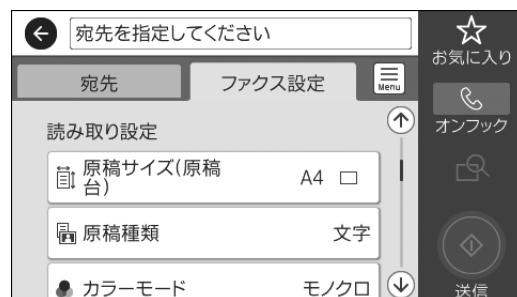 宛先を指定してください
お気に入り
宛先
ファクス設定
Menu
オンフック
読み取り設定
原稿サイズ(原稿
台)
A4
原稿種類
文字
カラーモード
モノクロ
送信